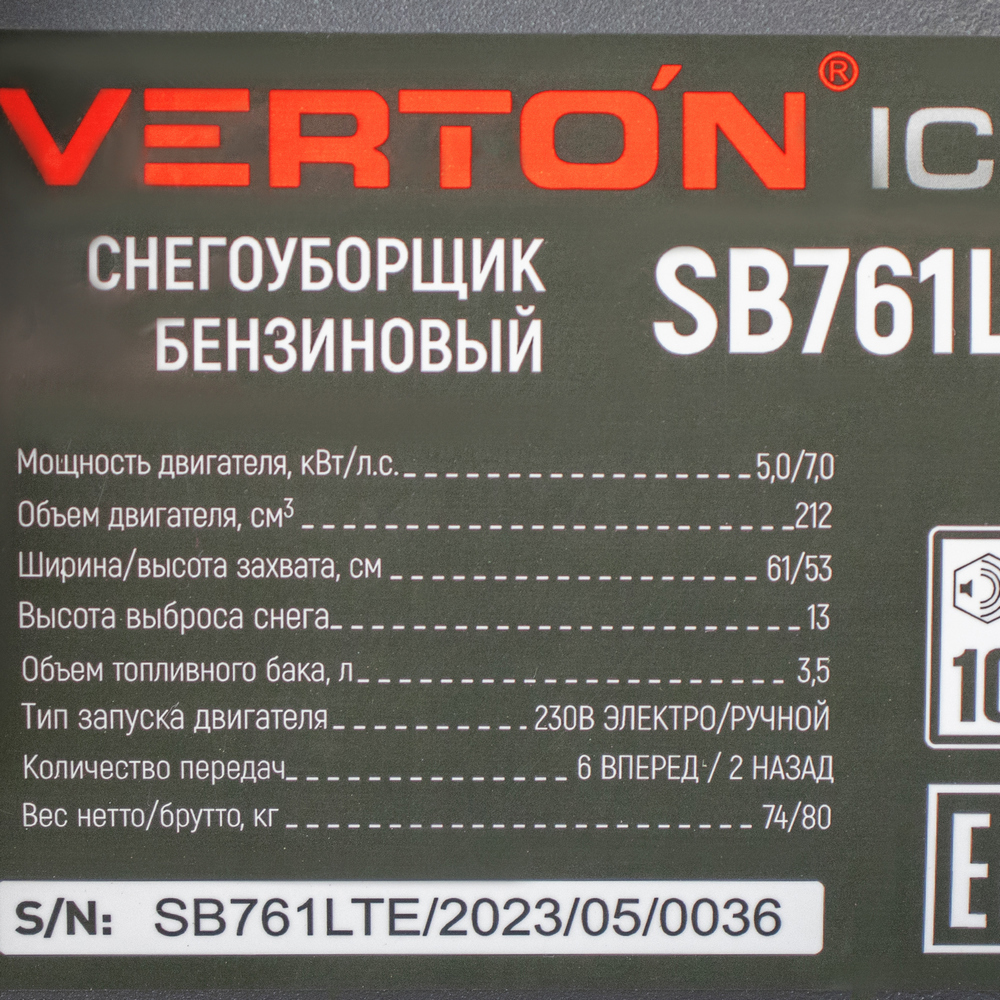 VERTÓN® IC
СНЕГОУБОРЩИК
БЕНЗИНОВЫЙ
SB761L
Мощность двигателя, кВт/л.с. 5,0/7,0
Объем двигателя, см³ 212
Ширина/высота захвата, см 61/53
Высота выброса снега 13
Объем топливного бака, л 3,5
Тип запуска двигателя 230В ЭЛЕКТРО/РУЧНОЙ
Количество передач 6 ВПЕРЕД / 2 НАЗАД
Вес нетто/брутто, кг 74/80
10
E
S/N: SB761LTE/2023/05/0036